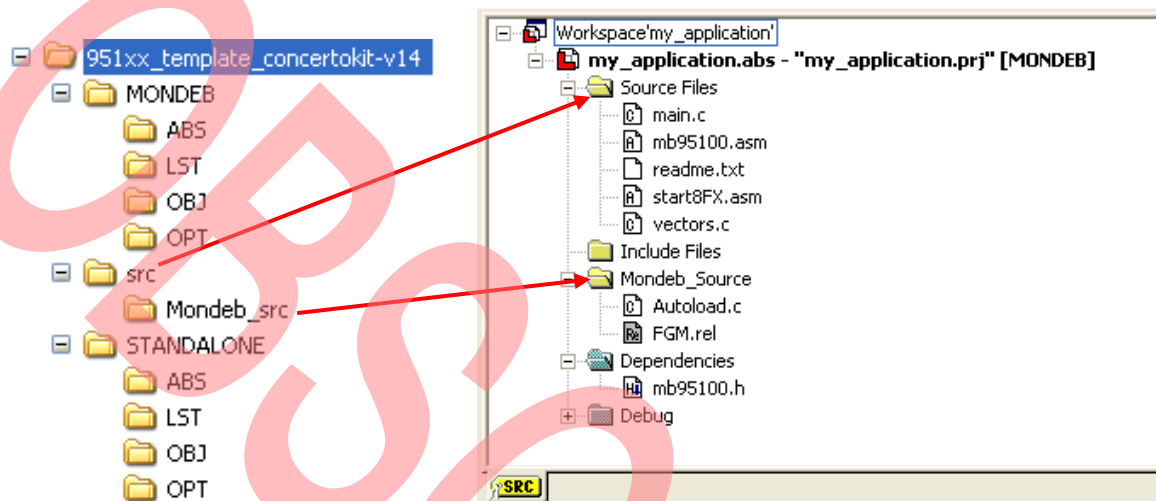 951xx_template_concertokit-v14
MONDEB
ABS
LST
OBJ
OPT
src
Mondeb_src
STANDALONE
ABS
LST
OBJ
OPT
Workspace'my_application'
my_application.abs - "my_application.prj" [MONDEB]
Source Files
main.c
mb95100.asm
readme.txt
start8FX.asm
vectors.c
Include Files
Mondeb_Source
Autoload.c
FGM.rel
Dependencies
mb95100.h
Debug
SRC